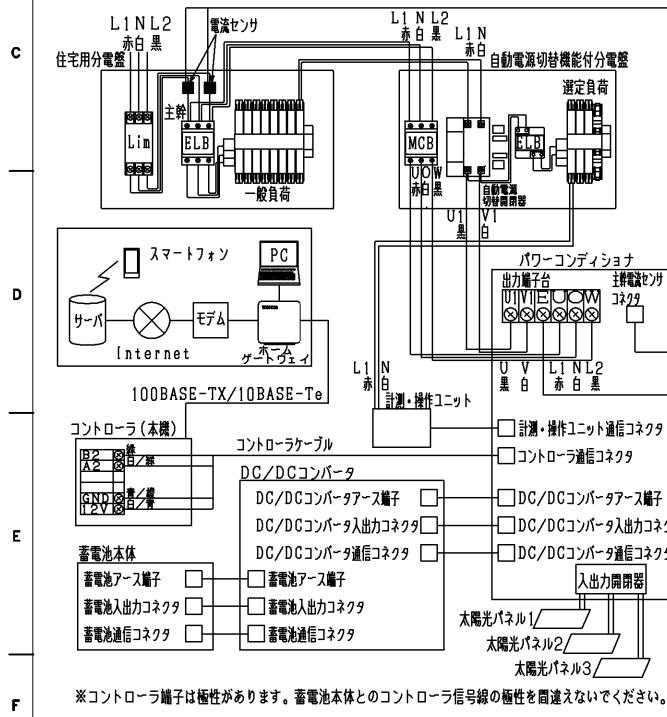 C
L1 N L2
赤 白 黒
電流センサ
L1 N L2
赤 白 黒
L1 N
赤 白
住宅用分電盤
自動電源切替機能付分電盤
選定負荷
主幹
Lim
ELB
MCB
ELB
一般負荷
U O W
赤 白 黒
自動電源
切替開閉器
U1 V1
黒 白
D
スマートフォン
PC
サーバ
Internet
モデム
ホーム
ゲートウェイ
パワーコンディショナ
出力端子台
主幹電流センサ
コネクタ
U1 V1 E U O W
L1 N
赤 白
計測・操作ユニット
U V L1 N L2
黒 白 赤 白 黒
100BASE-TX/10BASE-Te
コントローラ(本機)
コントローラケーブル
計測・操作ユニット通信コネクタ
コントローラ通信コネクタ
B2 緑
A2 白/緑
GND 青/橙
12V 白/青
E
DC/DCコンバータ
DC/DCコンバータアース端子
DC/DCコンバータアース端子
DC/DCコンバータ入出力コネクタ
DC/DCコンバータ入出力コネク
DC/DCコンバータ通信コネクタ
DC/DCコンバータ通信コネクタ
蓄電池本体
蓄電池アース端子
蓄電池アース端子
蓄電池入出力コネクタ
蓄電池入出力コネクタ
蓄電池通信コネクタ
蓄電池通信コネクタ
入出力開閉器
太陽光パネル1
太陽光パネル2
太陽光パネル3
F
※コントローラ端子は極性があります。蓄電池本体とのコントローラ信号線の極性を間違えないでください。